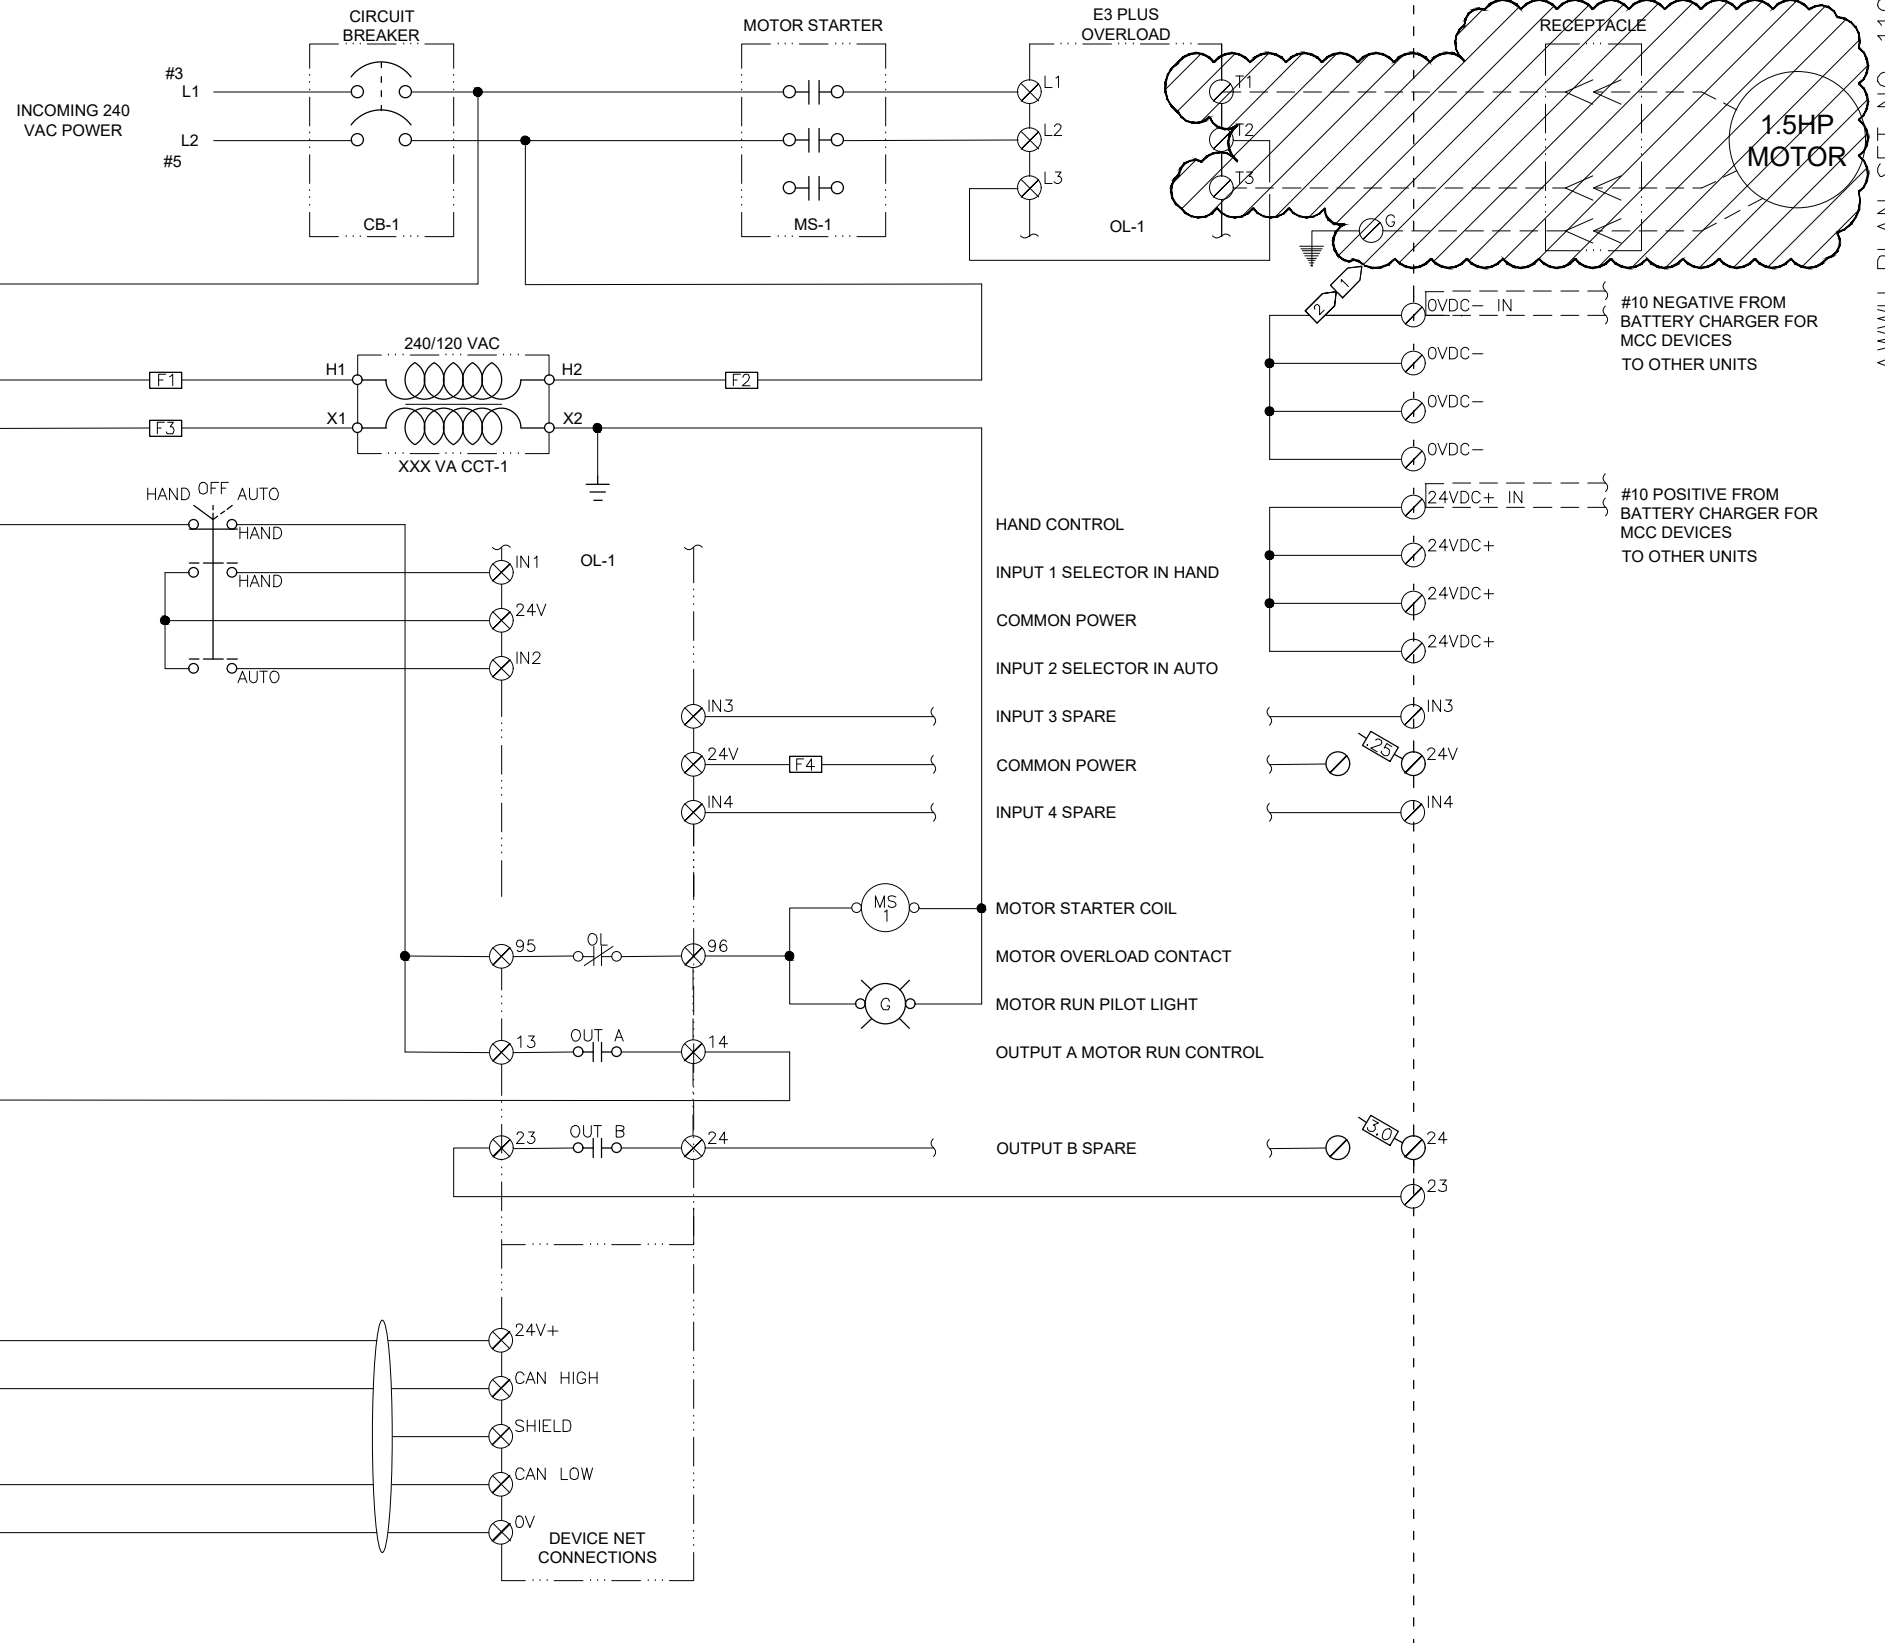 CIRCUIT
BREAKER
MOTOR STARTER
E3 PLUS
OVERLOAD
RECEPTACLE
#3
L1
INCOMING 240
VAC POWER
L2
#5
CB-1
MS-1
L1
L2
L3
OL-1
T1
T2
T3
G
1.5HP
MOTOR
1
2
0VDC- IN
#10 NEGATIVE FROM
BATTERY CHARGER FOR
MCC DEVICES
TO OTHER UNITS
0VDC-
0VDC-
0VDC-
240/120 VAC
F1
H1
H2
F2
F3
X1
X2
XXX VA CCT-1
24VDC+ IN
#10 POSITIVE FROM
BATTERY CHARGER FOR
MCC DEVICES
TO OTHER UNITS
24VDC+
24VDC+
24VDC+
HAND OFF AUTO
HAND
HAND CONTROL
OL-1
HAND
IN1
INPUT 1 SELECTOR IN HAND
24V
COMMON POWER
AUTO
IN2
INPUT 2 SELECTOR IN AUTO
IN3
INPUT 3 SPARE
IN3
24V
F4
COMMON POWER
.25
24V
IN4
INPUT 4 SPARE
IN4
MS
1
MOTOR STARTER COIL
95
OL
96
MOTOR OVERLOAD CONTACT
G
MOTOR RUN PILOT LIGHT
13
OUT A
14
OUTPUT A MOTOR RUN CONTROL
23
OUT B
24
OUTPUT B SPARE
3.0
24
23
24V+
CAN HIGH
SHIELD
CAN LOW
0V
DEVICE NET
CONNECTIONS